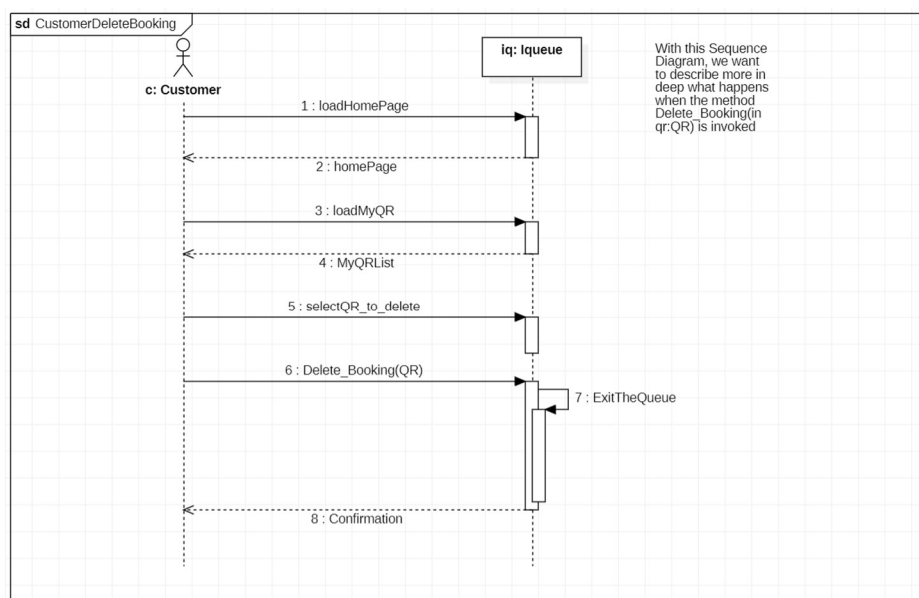 sd CustomerDeleteBooking
c: Customer
iq: Iqueue
With this Sequence
Diagram, we want
to describe more in
deep what happens
when the method
Delete_Booking(in
qr:QR) is invoked
1 : loadHomePage
2 : homePage
3 : loadMyQR
4 : MyQRList
5 : selectQR_to_delete
6 : Delete_Booking(QR)
7 : ExitTheQueue
8 : Confirmation